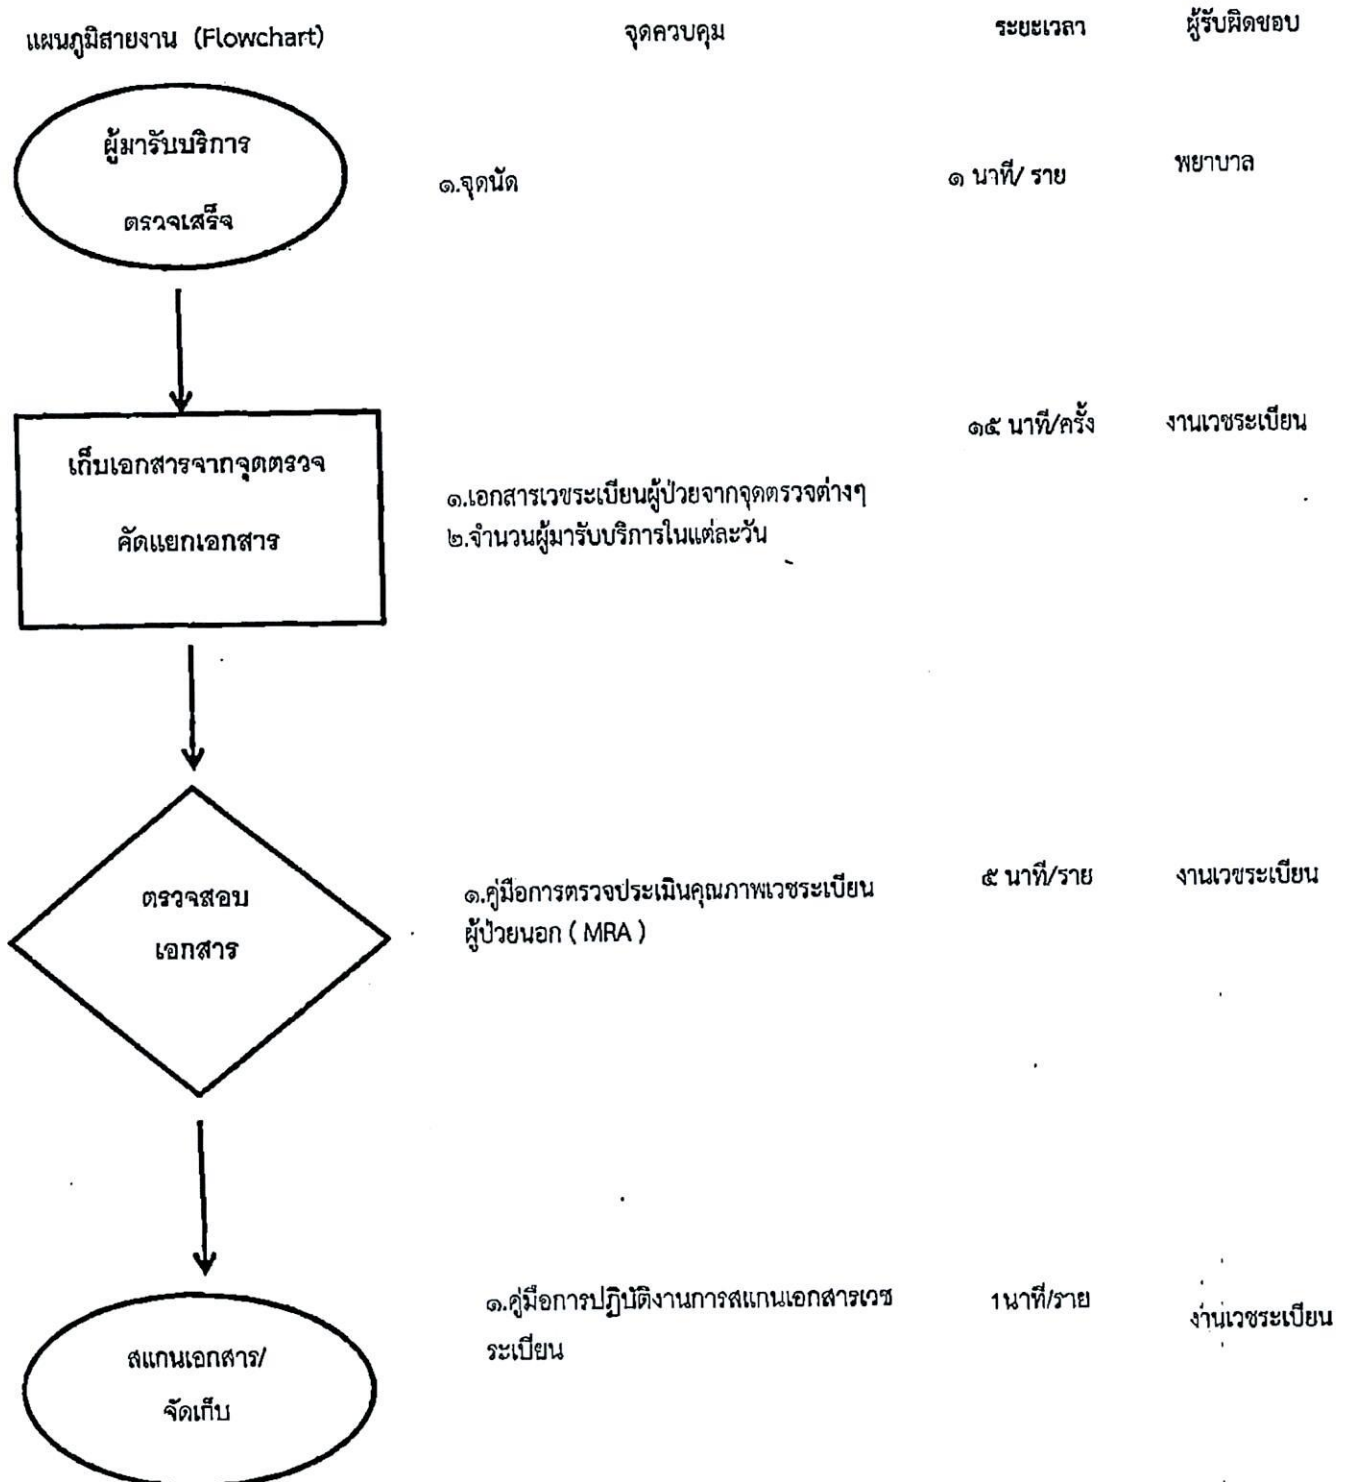 แผนภูมิสายงาน (Flowchart) จุดควบคุม ระยะเวลา ผู้รับผิดชอบ
ผู้มารับบริการ
ตรวจเสร็จ
๑.จุดนัด ๑ นาที/ ราย พยาบาล
เก็บเอกสารจากจุดตรวจ
คัดแยกเอกสาร
๑.เอกสารเวชระเบียนผู้ป่วยจากจุดตรวจต่างๆ
๒.จำนวนผู้มารับบริการในแต่ละวัน
๑๕ นาที/ครั้ง งานเวชระเบียน
ตรวจสอบ
เอกสาร
๑.คู่มือการตรวจประเมินคุณภาพเวชระเบียน
ผู้ป่วยนอก ( MRA )
๕ นาที/ราย งานเวชระเบียน
สแกนเอกสาร/
จัดเก็บ
๑.คู่มือการปฏิบัติงานการสแกนเอกสารเวช
ระเบียน
1นาที/ราย งานเวชระเบียน